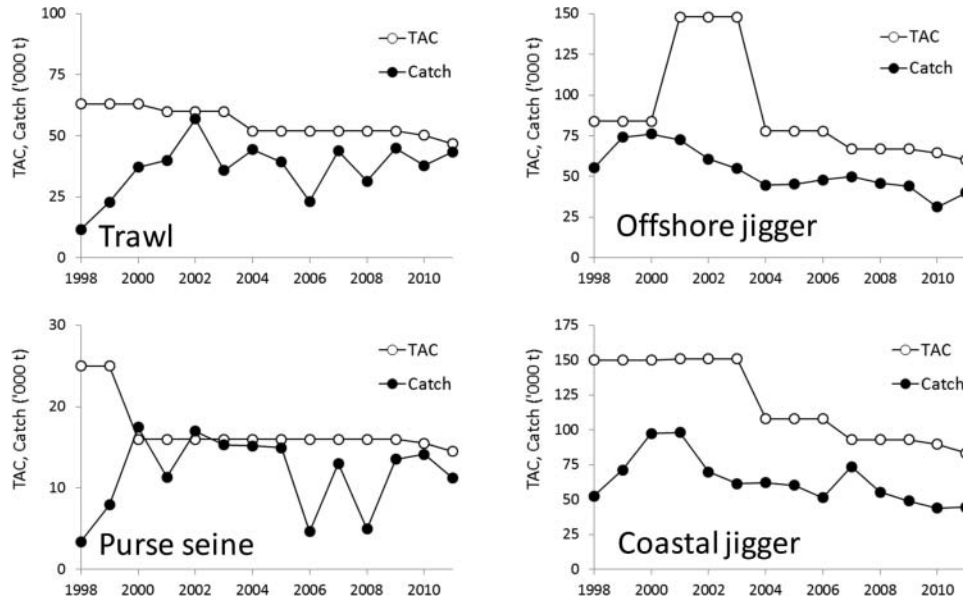 100
75
50
25
0
TAC, Catch ('000 t)
TAC
Catch
Trawl
1998 2000 2002 2004 2006 2008 2010
150
125
100
75
50
25
0
TAC, Catch ('000 t)
TAC
Catch
Offshore jigger
1998 2000 2002 2004 2006 2008 2010
30
20
10
0
TAC, Catch ('000 t)
TAC
Catch
Purse seine
1998 2000 2002 2004 2006 2008 2010
175
150
125
100
75
50
25
0
TAC, Catch ('000 t)
TAC
Catch
Coastal jigger
1998 2000 2002 2004 2006 2008 2010